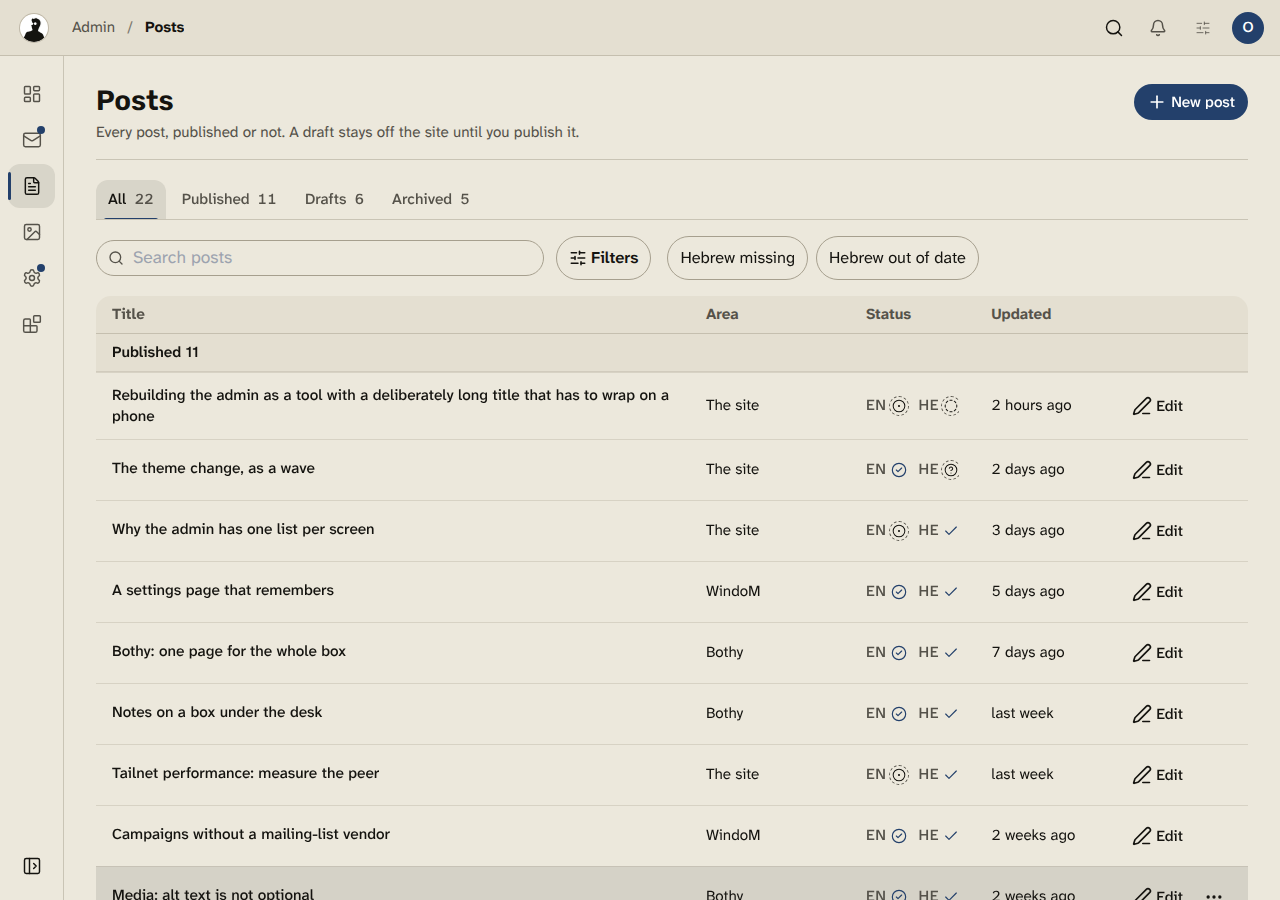 Admin / Posts
O
Posts
New post
Every post, published or not. A draft stays off the site until you publish it.
All 22 Published 11 Drafts 6 Archived 5
Search posts Filters Hebrew missing Hebrew out of date
Title Area Status Updated
Published 11
Rebuilding the admin as a tool with a deliberately long title that has to wrap on a
phone
The site EN HE 2 hours ago Edit
The theme change, as a wave The site EN HE 2 days ago Edit
Why the admin has one list per screen The site EN HE 3 days ago Edit
A settings page that remembers WindoM EN HE 5 days ago Edit
Bothy: one page for the whole box Bothy EN HE 7 days ago Edit
Notes on a box under the desk Bothy EN HE last week Edit
Tailnet performance: measure the peer The site EN HE last week Edit
Campaigns without a mailing-list vendor WindoM EN HE 2 weeks ago Edit
Media: alt text is not optional Bothy EN HE 2 weeks ago Edit